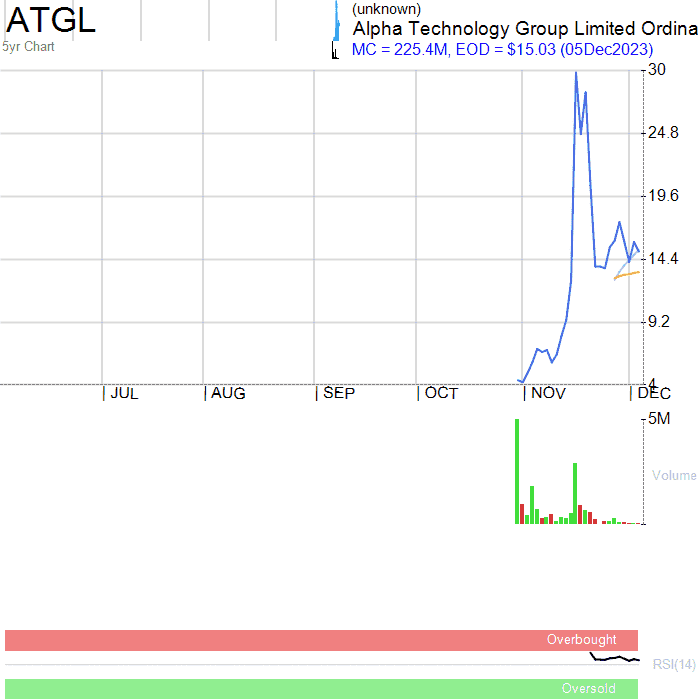 ATGL
5yr Chart
(unknown)
Alpha Technology Group Limited Ordina
MC = 225.4M, EOD = $15.03 (05Dec2023)
30
24.8
19.6
14.4
9.2
4
JUL AUG SEP OCT NOV DEC
5M
Volume
Overbought
RSI(14)
Oversold